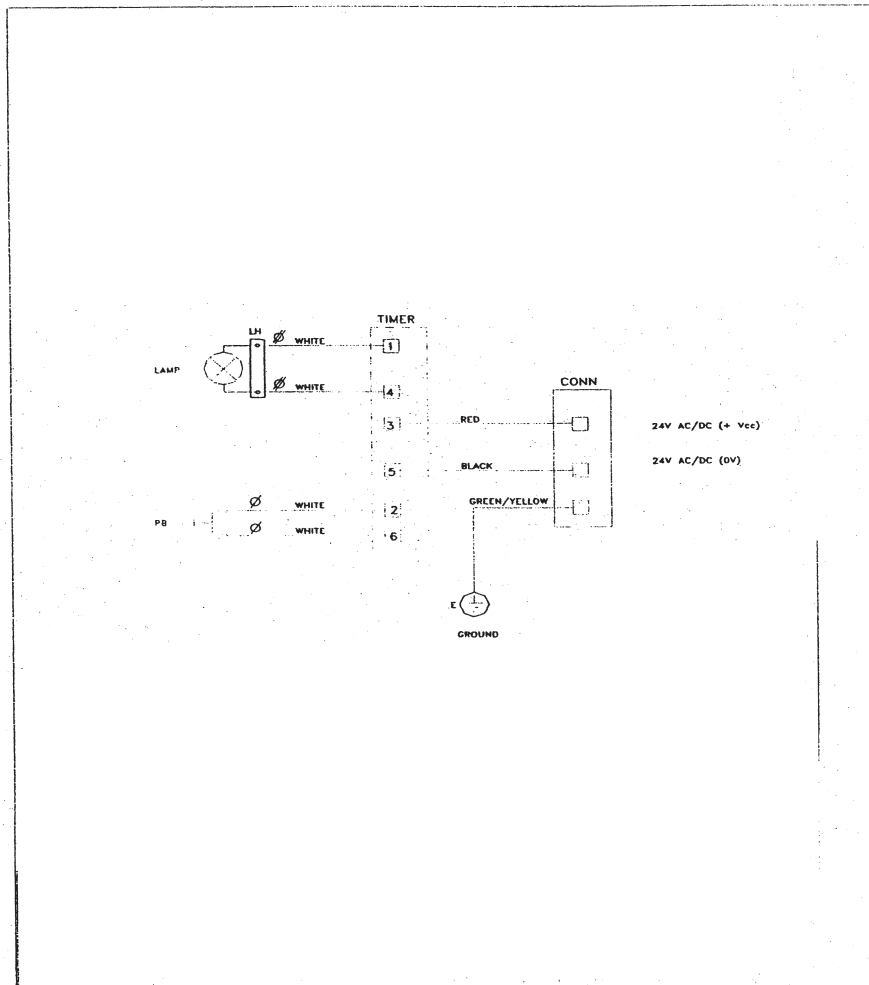 TIMER
LH
Ø WHITE
1
LAMP
Ø WHITE
4
CONN
3
RED
24V AC/DC (+ Vcc)
5
BLACK
24V AC/DC (0V)
GREEN/YELLOW
Ø WHITE
2
PB
Ø WHITE
6
E
GROUND